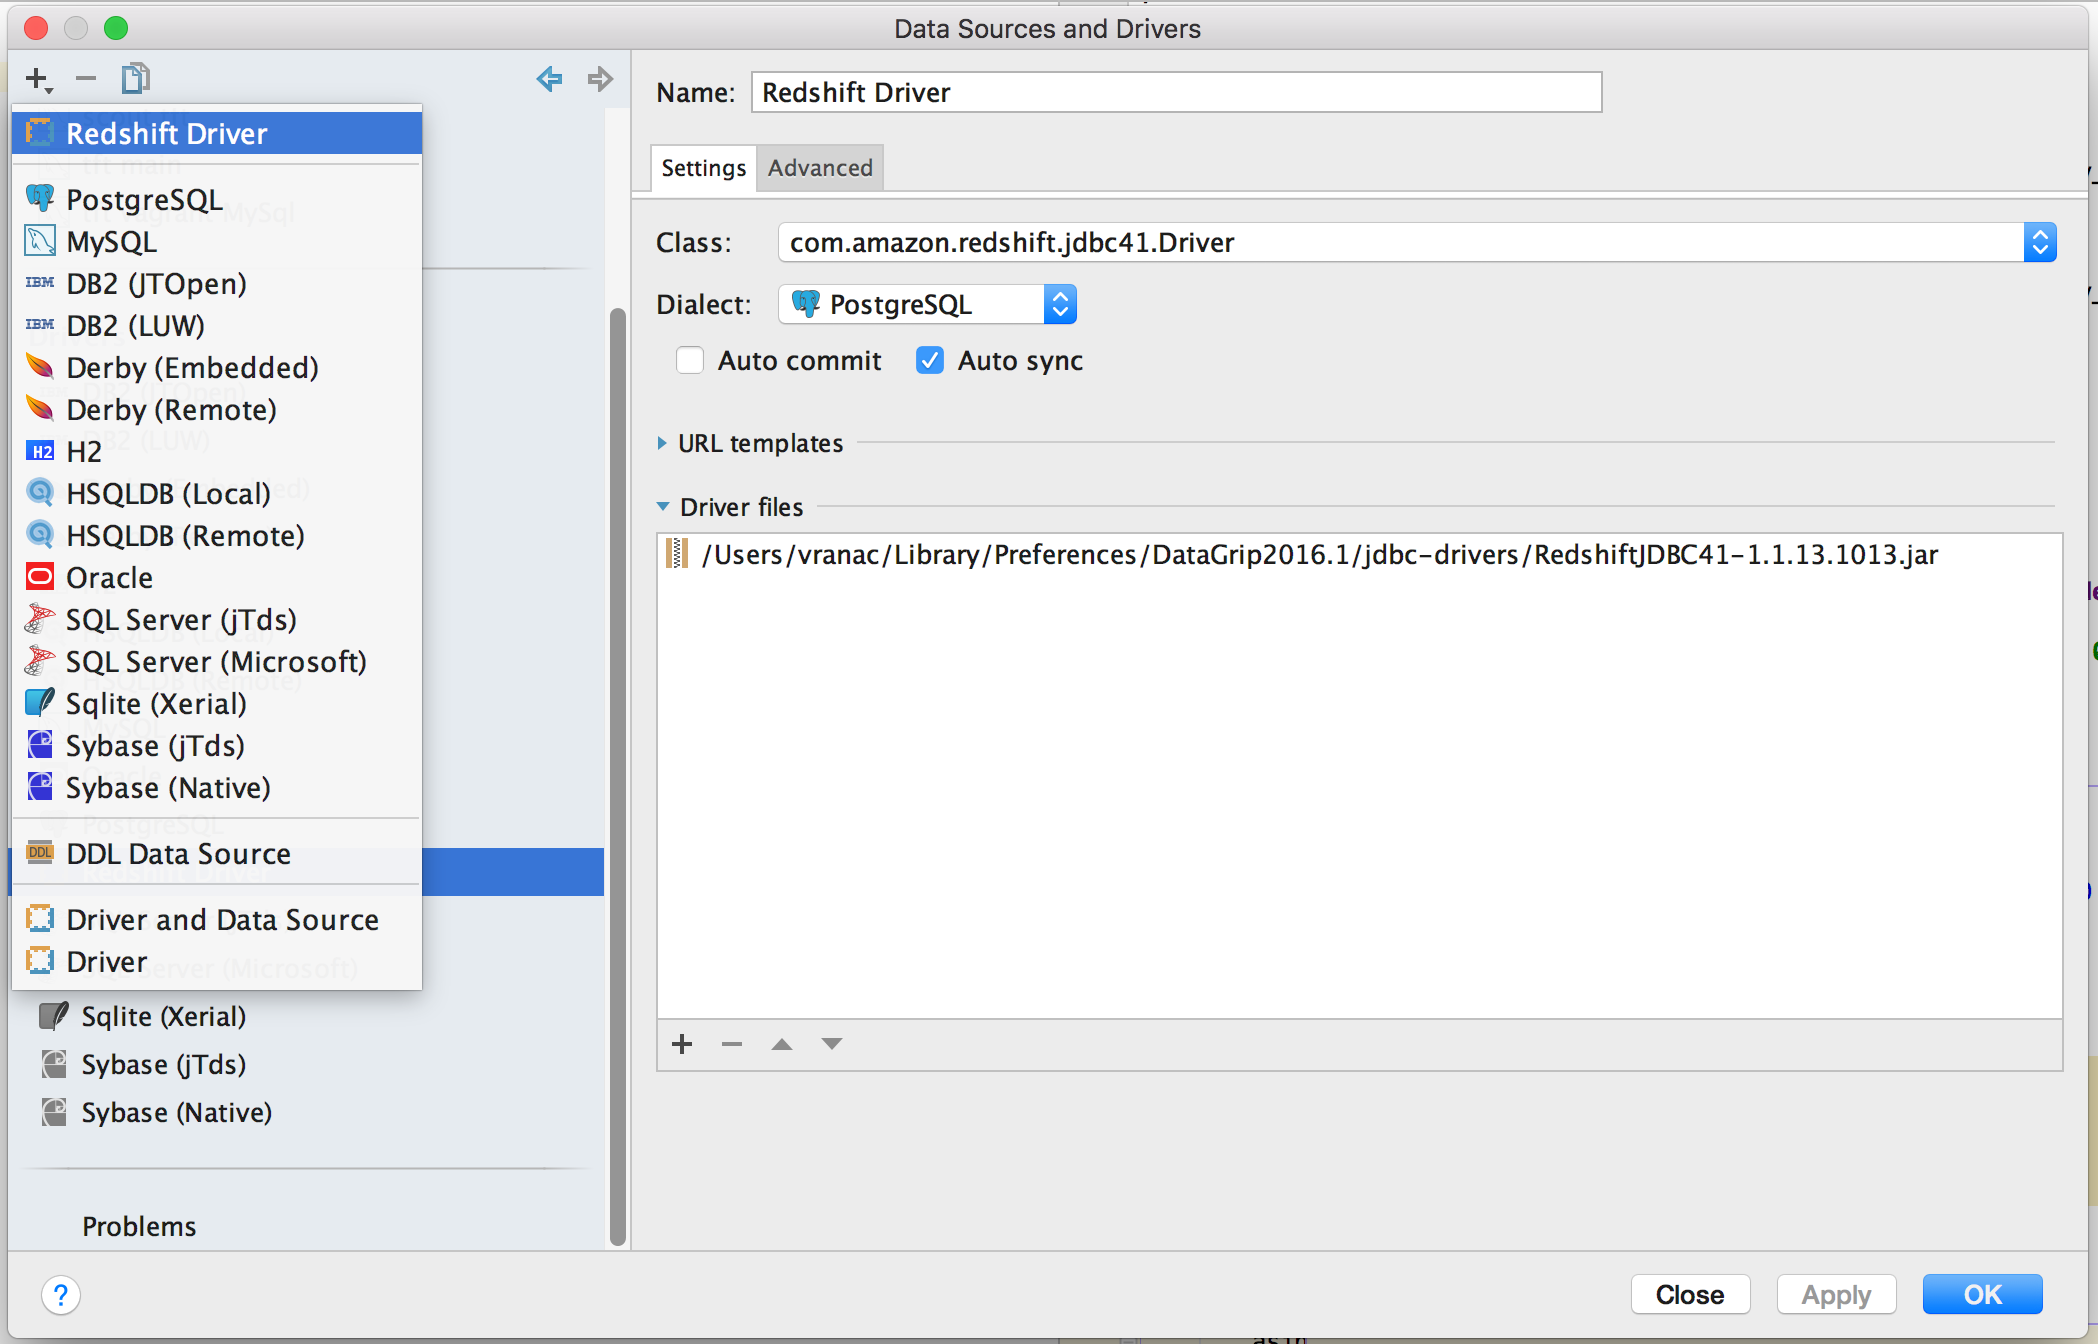 Data Sources and Drivers
Redshift Driver
PostgreSQL
MySQL
IBM DB2 (JTOpen)
IBM DB2 (LUW)
Derby (Embedded)
Derby (Remote)
H2 H2
HSQLDB (Local)
HSQLDB (Remote)
Oracle
SQL Server (jTds)
SQL Server (Microsoft)
Sqlite (Xerial)
Sybase (jTds)
Sybase (Native)
DDL DDL Data Source
Driver and Data Source
Driver
Sqlite (Xerial)
Sybase (jTds)
Sybase (Native)
Problems
Name: Redshift Driver
Settings Advanced
Class: com.amazon.redshift.jdbc41.Driver
Dialect: PostgreSQL
Auto commit Auto sync
URL templates
Driver files
/Users/vranac/Library/Preferences/DataGrip2016.1/jdbc-drivers/RedshiftJDBC41-1.1.13.1013.jar
? Close Apply OK